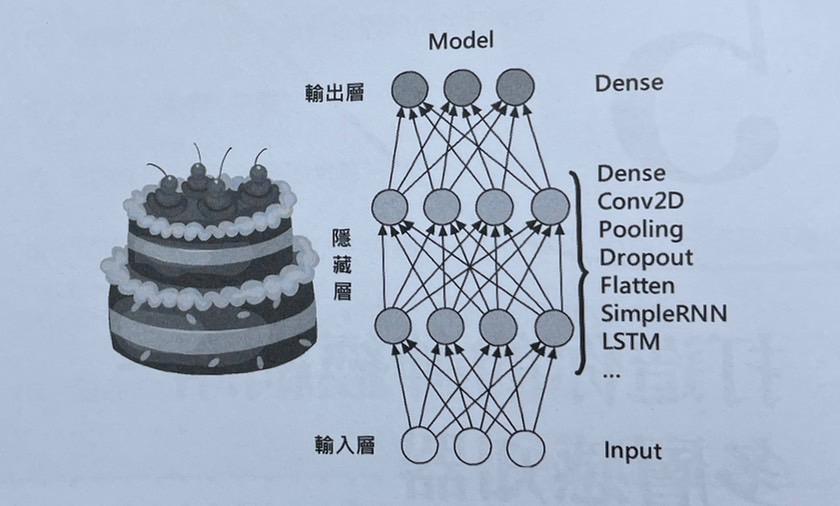 Model
輸出層
Dense
隱藏層
Dense
Conv2D
Pooling
Dropout
Flatten
SimpleRNN
LSTM
...
輸入層
Input